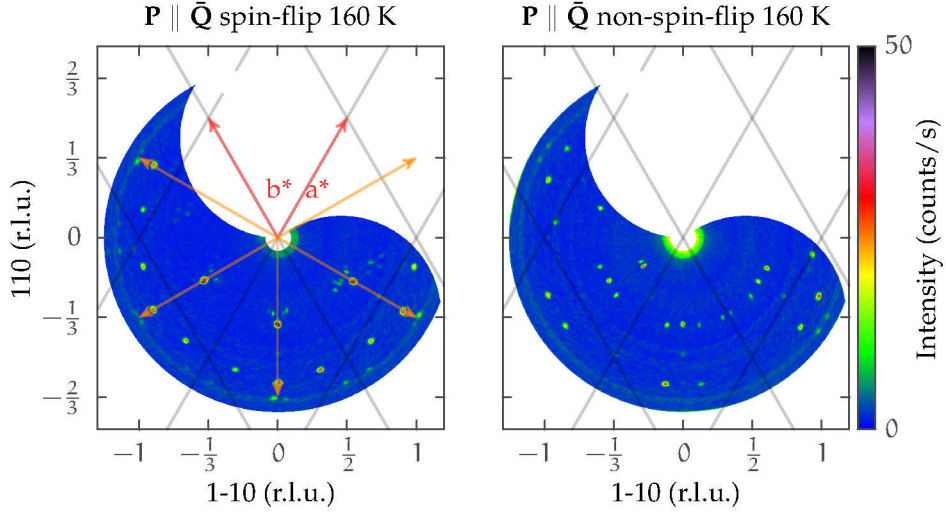 P ∥ Q̄ spin-flip 160 K
P ∥ Q̄ non-spin-flip 160 K
110 (r.l.u.)
2/3
1/3
0
−1/3
−2/3
b* a*
−1 −1/3 0 1/2 1
1-10 (r.l.u.)
−1 −1/3 0 1/2 1
1-10 (r.l.u.)
50
0
Intensity (counts/s)